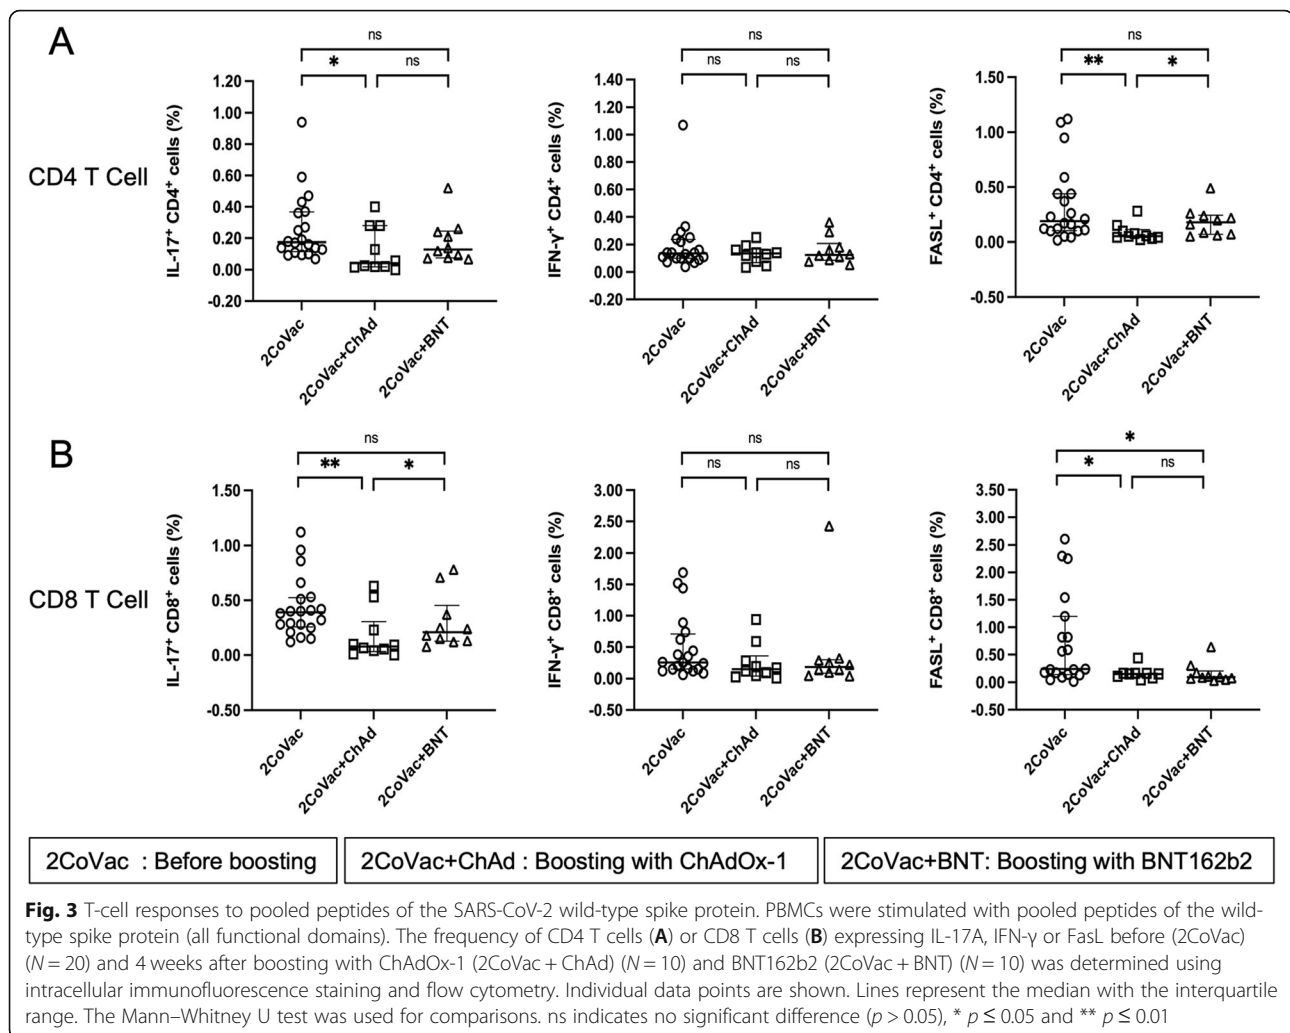 A
ns
* ns
1.20
1.00
0.80
0.60
0.40
0.20
0.00
-0.20
IL-17⁺ CD4⁺ cells (%)
2CoVac
2CoVac+ChAd
2CoVac+BNT
ns
ns ns
1.40
1.20
1.00
0.80
0.60
0.40
0.20
0.00
-0.20
IFN-γ⁺ CD4⁺ cells (%)
2CoVac
2CoVac+ChAd
2CoVac+BNT
ns
** *
1.50
1.00
0.50
0.00
-0.50
FASL⁺ CD4⁺ cells (%)
2CoVac
2CoVac+ChAd
2CoVac+BNT
CD4 T Cell
B
ns
** *
1.50
1.00
0.50
0.00
-0.50
IL-17⁺ CD8⁺ cells (%)
2CoVac
2CoVac+ChAd
2CoVac+BNT
ns
ns ns
3.00
2.50
2.00
1.50
1.00
0.50
0.00
-0.50
IFN-γ⁺ CD8⁺ cells (%)
2CoVac
2CoVac+ChAd
2CoVac+BNT
*
* ns
3.50
3.00
2.50
2.00
1.50
1.00
0.50
0.00
-0.50
FASL⁺ CD8⁺ cells (%)
2CoVac
2CoVac+ChAd
2CoVac+BNT
CD8 T Cell
2CoVac : Before boosting
2CoVac+ChAd : Boosting with ChAdOx-1
2CoVac+BNT: Boosting with BNT162b2
Fig. 3 T-cell responses to pooled peptides of the SARS-CoV-2 wild-type spike protein. PBMCs were stimulated with pooled peptides of the wild-
type spike protein (all functional domains). The frequency of CD4 T cells (A) or CD8 T cells (B) expressing IL-17A, IFN-γ or FasL before (2CoVac)
(N = 20) and 4 weeks after boosting with ChAdOx-1 (2CoVac + ChAd) (N = 10) and BNT162b2 (2CoVac + BNT) (N = 10) was determined using
intracellular immunofluorescence staining and flow cytometry. Individual data points are shown. Lines represent the median with the interquartile
range. The Mann–Whitney U test was used for comparisons. ns indicates no significant difference (p > 0.05), * p ≤ 0.05 and ** p ≤ 0.01